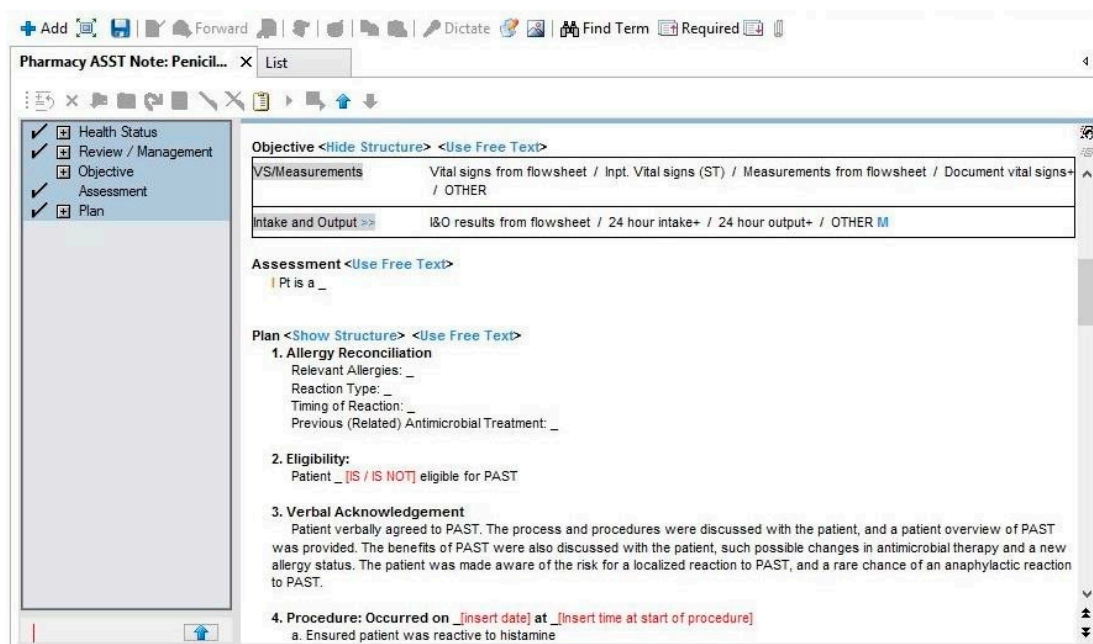 Add Forward Dictate Find Term Required
Pharmacy ASST Note: Penicil... X List
Health Status
Review / Management
Objective
Assessment
Plan
Objective <Hide Structure> <Use Free Text>
VS/Measurements Vital signs from flowsheet / Inpt. Vital signs (ST) / Measurements from flowsheet / Document vital signs+
/ OTHER
Intake and Output >> I&O results from flowsheet / 24 hour intake+ / 24 hour output+ / OTHER M
Assessment <Use Free Text>
I Pt is a _
Plan <Show Structure> <Use Free Text>
1. Allergy Reconciliation
Relevant Allergies: _
Reaction Type: _
Timing of Reaction: _
Previous (Related) Antimicrobial Treatment: _
2. Eligibility:
Patient _ [IS / IS NOT] eligible for PAST
3. Verbal Acknowledgement
Patient verbally agreed to PAST. The process and procedures were discussed with the patient, and a patient overview of PAST
was provided. The benefits of PAST were also discussed with the patient, such possible changes in antimicrobial therapy and a new
allergy status. The patient was made aware of the risk for a localized reaction to PAST, and a rare chance of an anaphylactic reaction
to PAST.
4. Procedure: Occurred on _[insert date] at _[Insert time at start of procedure]
a. Ensured patient was reactive to histamine